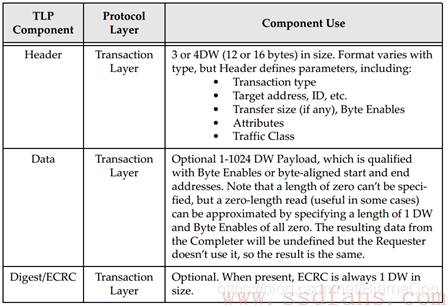 TLP Component
Protocol Layer
Component Use
Header
Transaction Layer
3 or 4DW (12 or 16 bytes) in size. Format varies with
type, but Header defines parameters, including:
• Transaction type
• Target address, ID, etc.
• Transfer size (if any), Byte Enables
• Attributes
• Traffic Class
Data
Transaction Layer
Optional 1-1024 DW Payload, which is qualified
with Byte Enables or byte-aligned start and end
addresses. Note that a length of zero can't be speci-
fied, but a zero-length read (useful in some cases)
can be approximated by specifying a length of 1 DW
and Byte Enables of all zero. The resulting data from
the Completer will be undefined but the Requester
doesn't use it, so the result is the same.
Digest/ECRC
Transaction Layer
Optional. When present, ECRC is always 1 DW in
size.
www.ssdfans.com